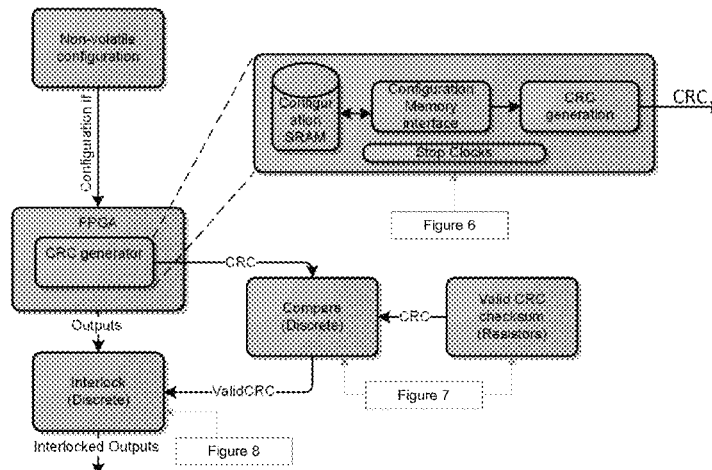 Non-volatile
configuration
Configuration if
Configur
ation
SRAM
Configuration
Memory
interface
CRC
generation
CRC
Stop Clocks
Figure 6
FPGA
CRC generator
CRC
Outputs
Compare
(Discrete)
CRC
Valid CRC
checksum
(Resistors)
Interlock
(Discrete)
ValidCRC
Figure 7
Figure 8
Interlocked Outputs